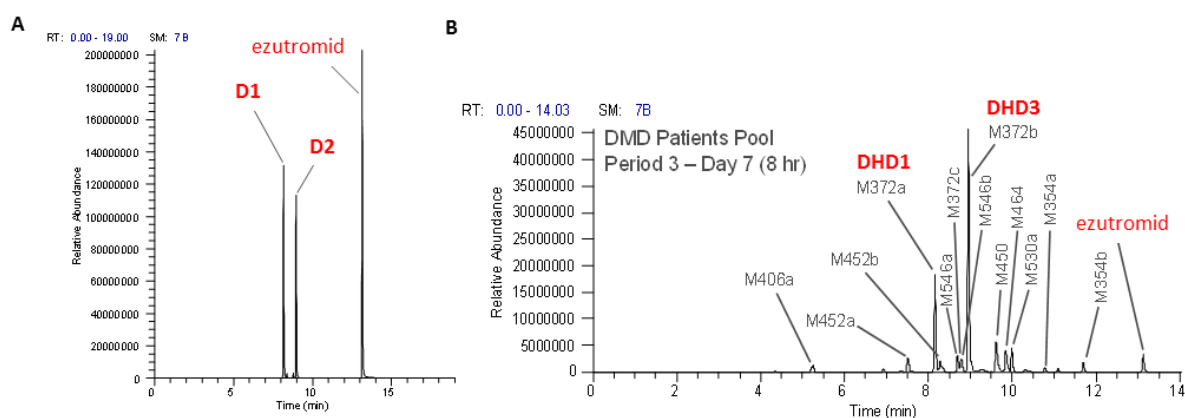 A
RT: 0.00 - 19.00 SM: 7B
ezutromid
D1
D2
200000000
180000000
160000000
140000000
120000000
100000000
80000000
60000000
40000000
20000000
0
Relative Abundance
0 5 10 15
Time (min)
B
RT: 0.00 - 14.03 SM: 7B
DMD Patients Pool
Period 3 – Day 7 (8 hr)
DHD3
M372b
DHD1
M372a
M372c
M546b
M464
M354a
ezutromid
M452b
M546a
M450
M530a
M354b
M406a
M452a
45000000
40000000
35000000
30000000
25000000
20000000
15000000
10000000
5000000
0
Relative Abundance
0 2 4 6 8 10 12 14
Time (min)